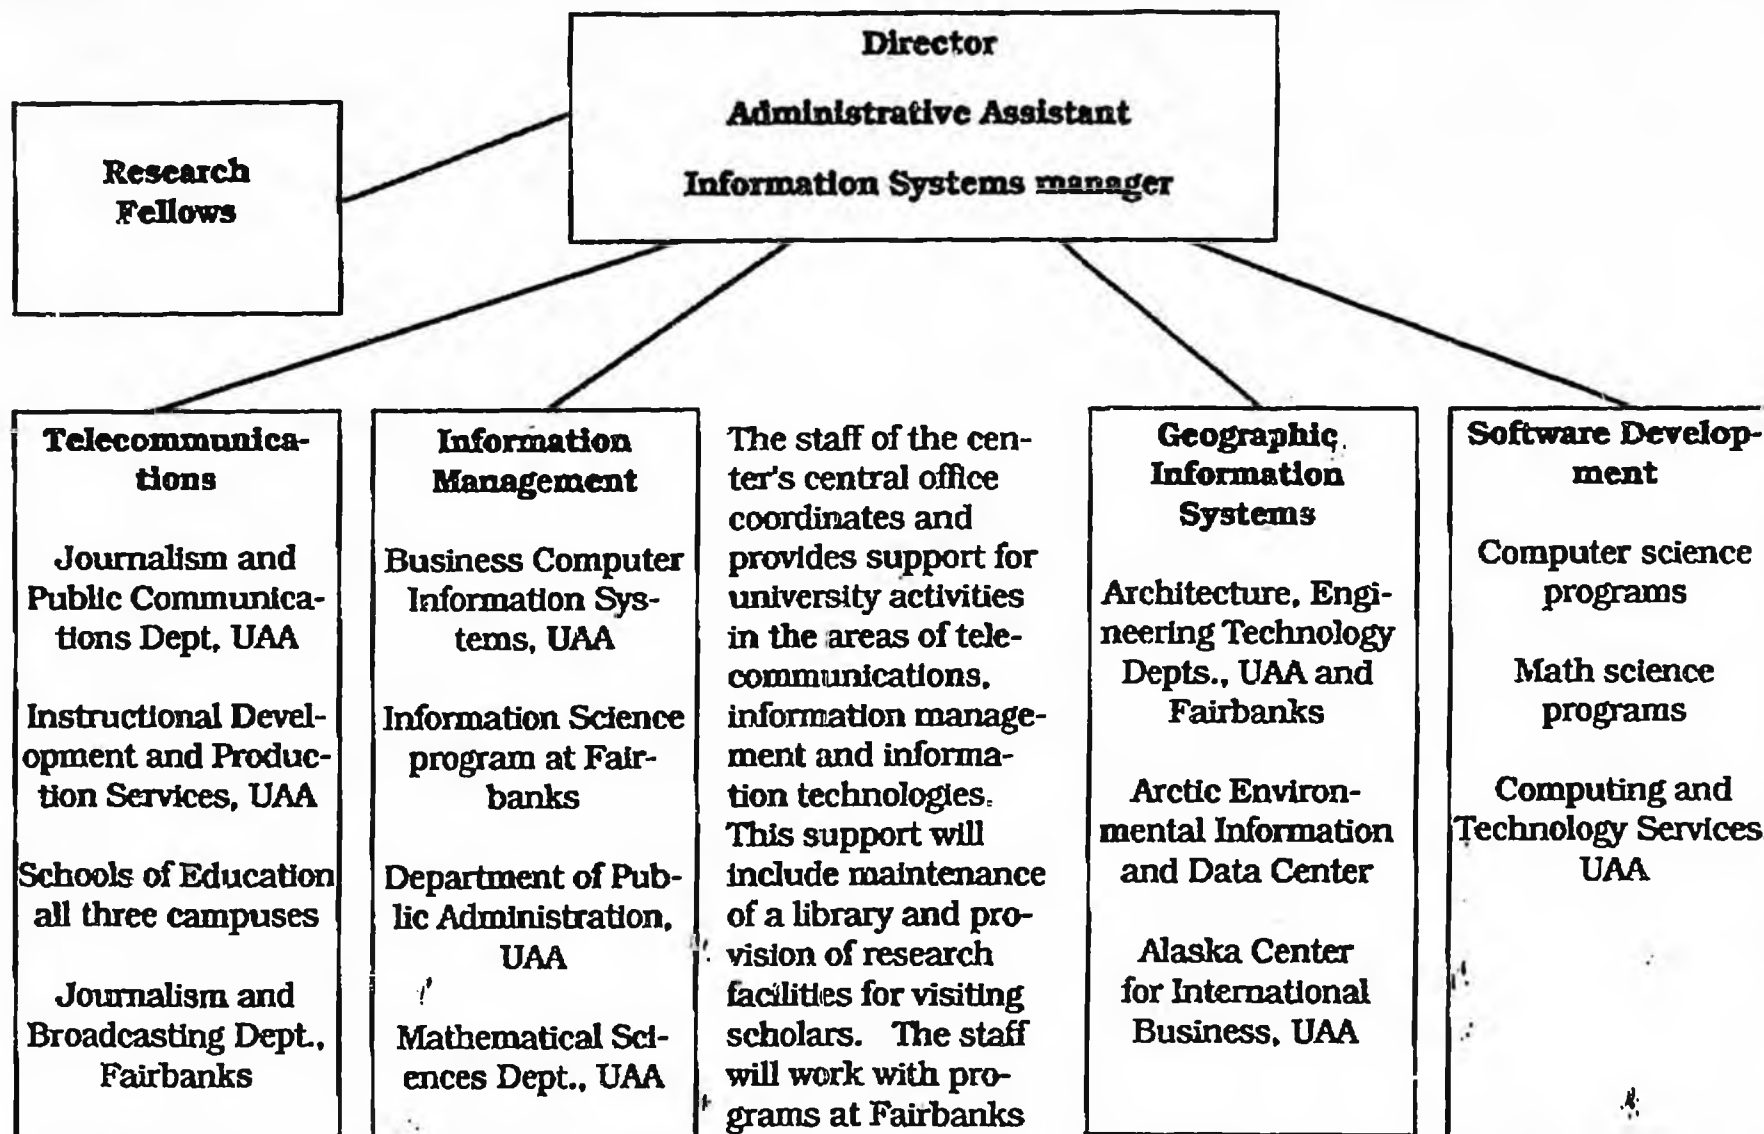 Director
Administrative Assistant
Information Systems manager
Research
Fellows
Telecommunica-
tions
Journalism and
Public Communica-
tions Dept, UAA
Instructional Devel-
opment and Produc-
tion Services, UAA
Schools of Education
all three campuses
Journalism and
Broadcasting Dept.,
Fairbanks
Information
Management
Business Computer
Information Sys-
tems, UAA
Information Science
program at Fair-
banks
Department of Pub-
lic Administration,
UAA
Mathematical Sci-
ences Dept., UAA
The staff of the cen-
ter's central office
coordinates and
provides support for
university activities
in the areas of tele-
communications,
information manage-
ment and informa-
tion technologies.
This support will
include maintenance
of a library and pro-
vision of research
facilities for visiting
scholars. The staff
will work with pro-
grams at Fairbanks
Geographic
Information
Systems
Architecture, Engi-
neering Technology
Depts., UAA and
Fairbanks
Arctic Environ-
mental Information
and Data Center
Alaska Center
for International
Business, UAA
Software Develop-
ment
Computer science
programs
Math science
programs
Computing and
Technology Services
UAA